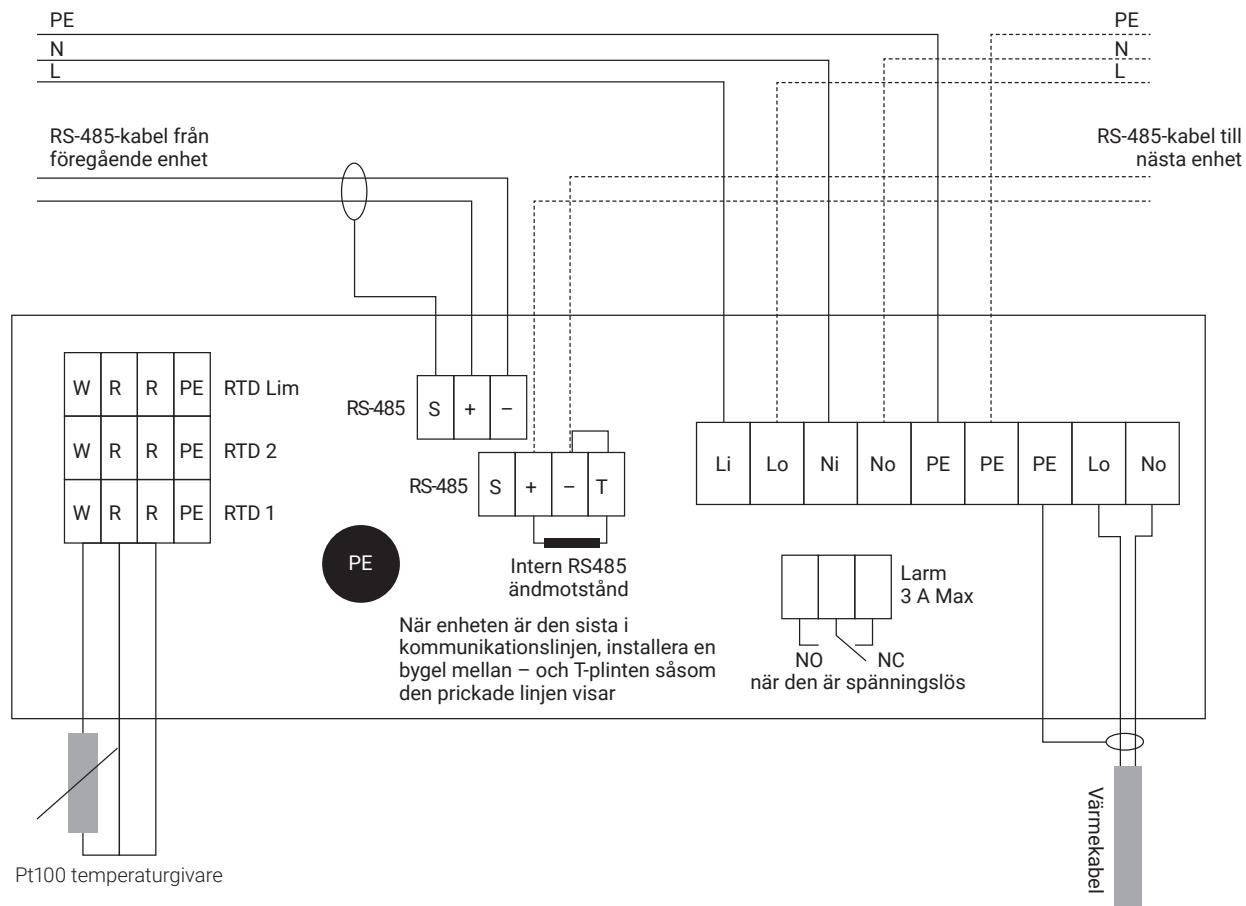 PE
N
L
PE
N
L
RS-485-kabel från
föregående enhet
RS-485-kabel till
nästa enhet
W R R PE RTD Lim
W R R PE RTD 2
W R R PE RTD 1
RS-485 S + –
RS-485 S + – T
Li Lo Ni No PE PE PE Lo No
PE
Intern RS485
ändmotstånd
När enheten är den sista i
kommunikationslinjen, installera en
bygel mellan – och T-plinten såsom
den prickade linjen visar
Larm
3 A Max
NO NC
när den är spänningslös
Pt100 temperaturgivare
Värmekabel